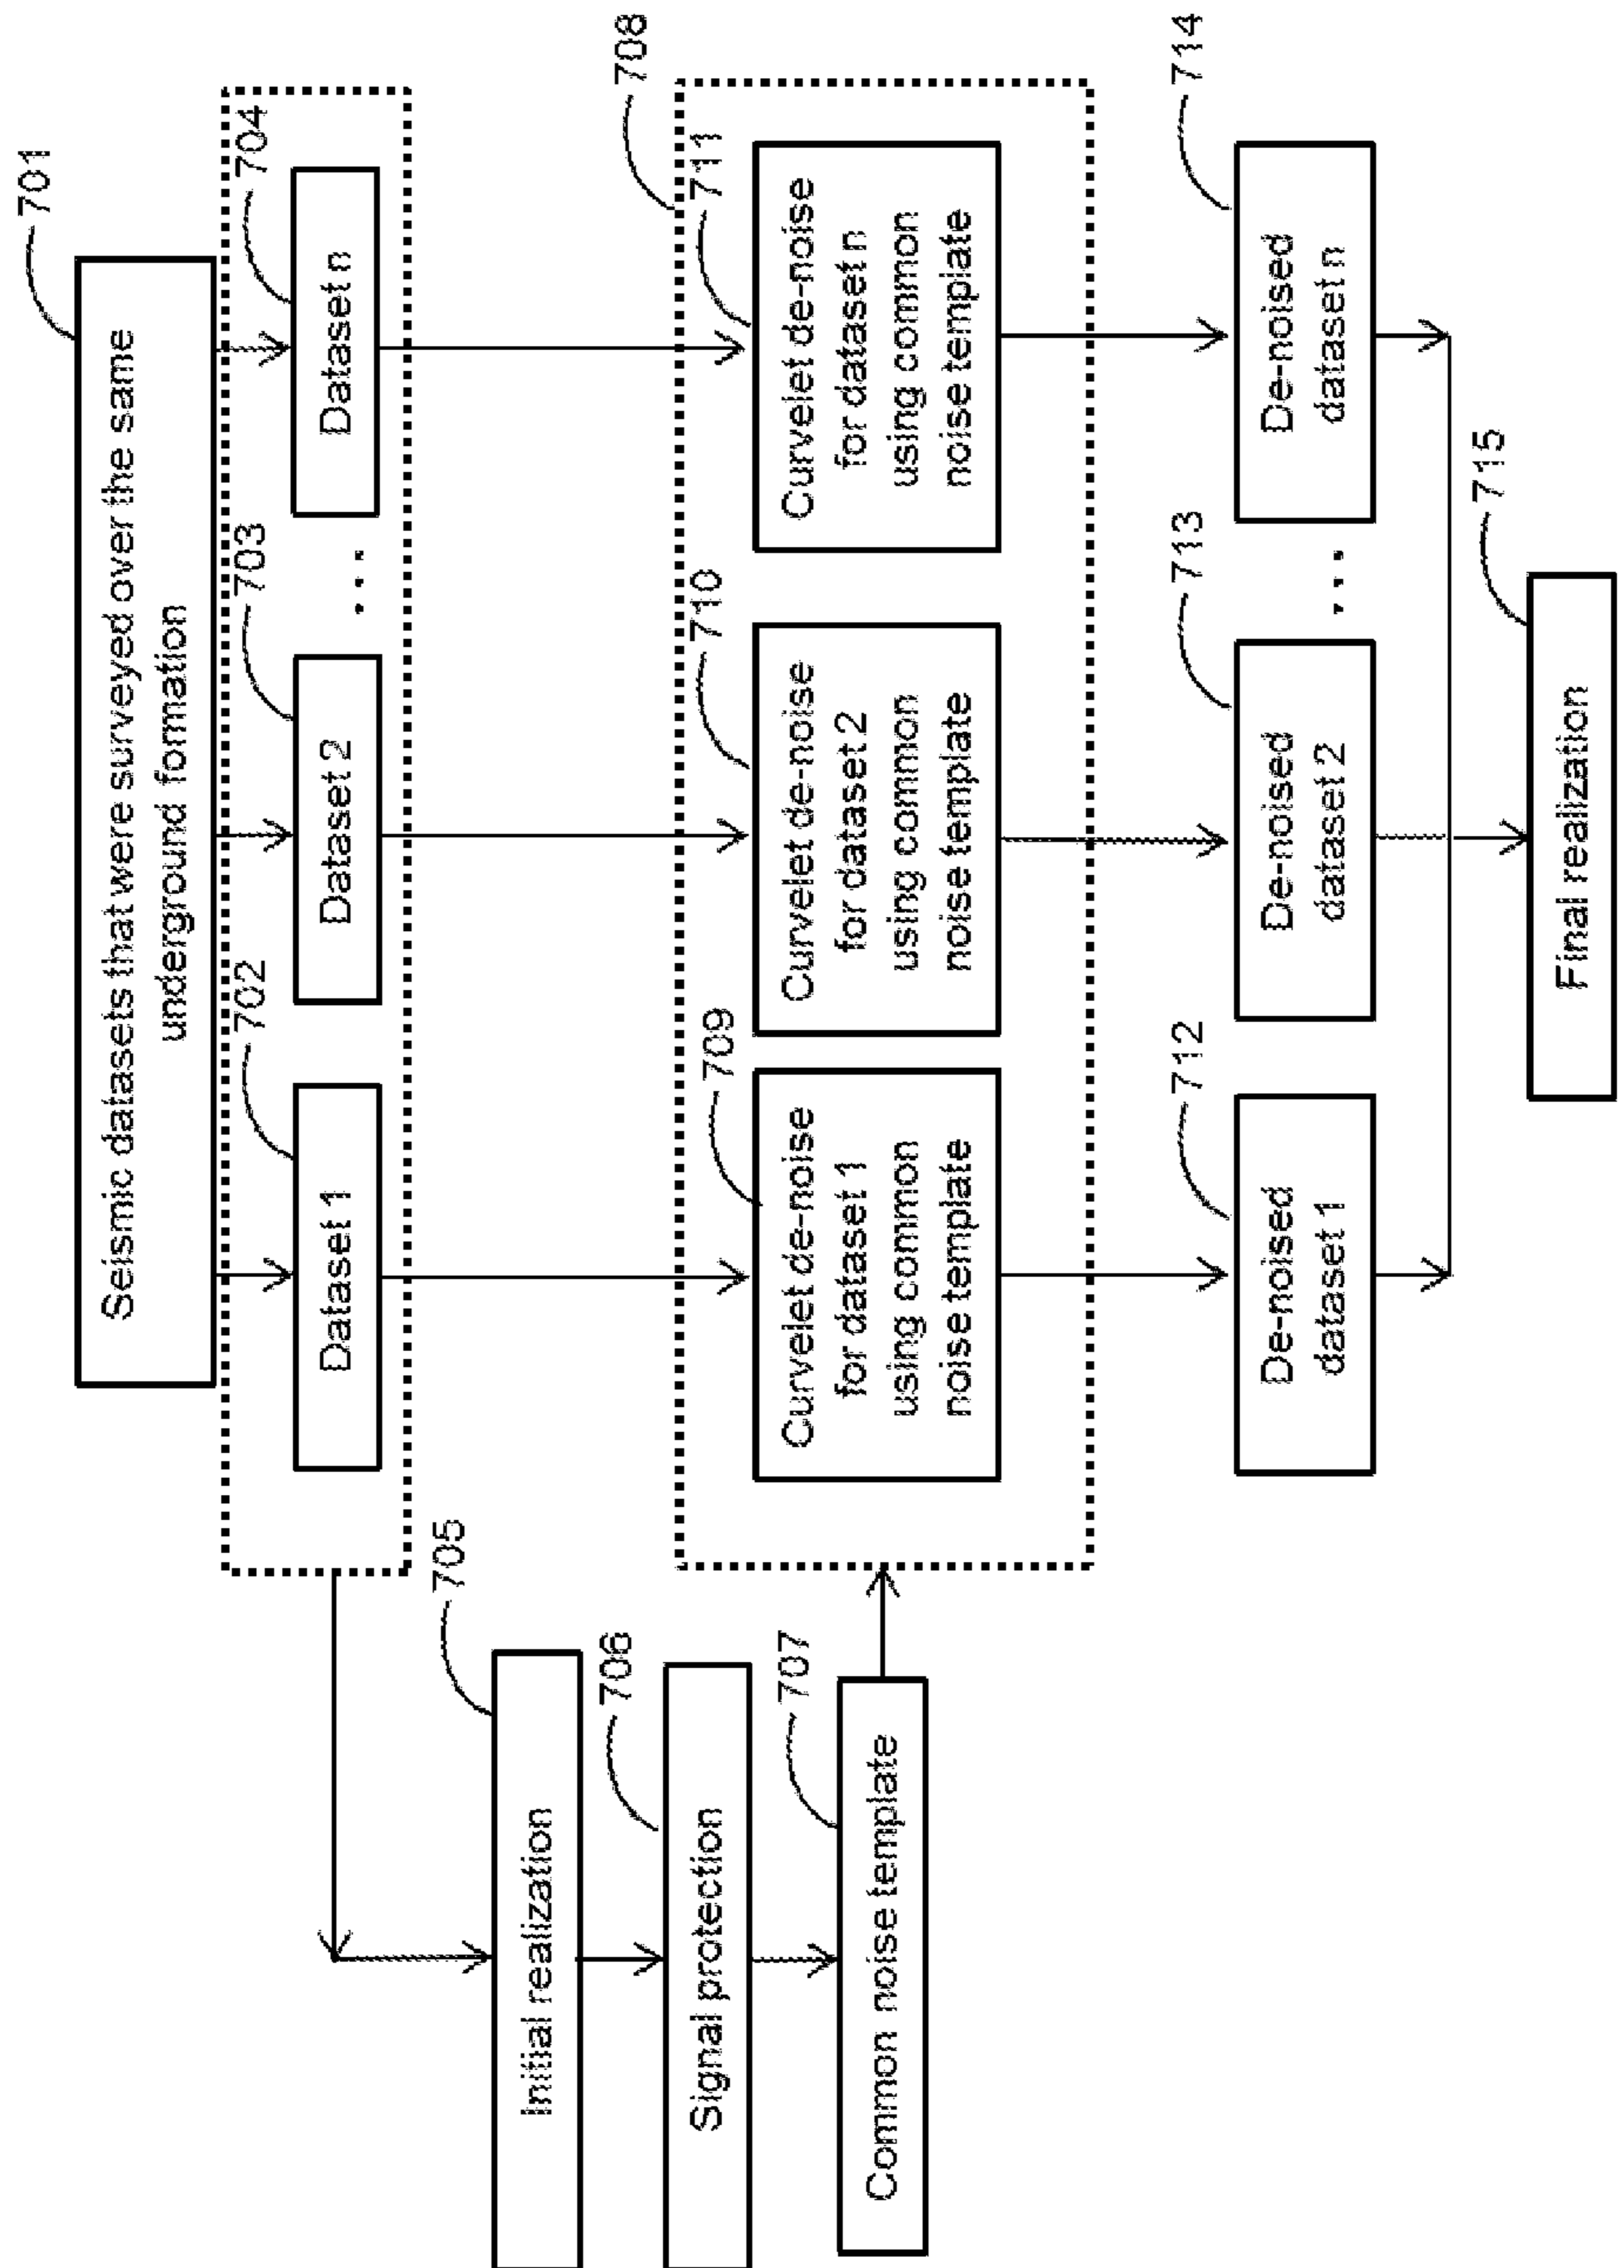 701
Seismic datasets that were surveyed over the same
underground formation
702
703
704
Dataset 1
Dataset 2
...
Dataset n
705
Initial realization
706
Signal protection
707
Common noise template
708
709
710
711
Curvelet de-noise
for dataset 1
using common
noise template
Curvelet de-noise
for dataset 2
using common
noise template
Curvelet de-noise
for dataset n
using common
noise template
712
713
714
De-noised
dataset 1
De-noised
dataset 2
...
De-noised
dataset n
715
Final realization